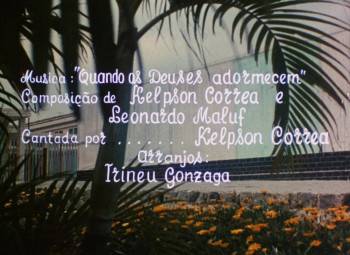 Musica: "Quando os Deuses adormecem"
Composição de Kelpson Correa e
Leonardo Maluf
Cantada por ....... Kelpson Correa
Arranjos:
Irineu Gonzaga